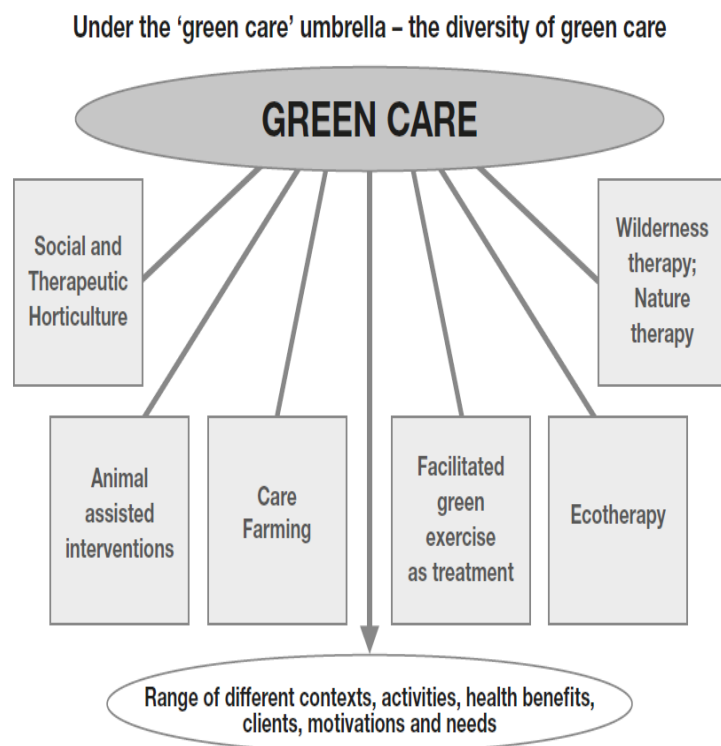 Under the ‘green care’ umbrella – the diversity of green care
GREEN CARE
Social and
Therapeutic
Horticulture
Wilderness
therapy;
Nature
therapy
Animal
assisted
interventions
Care
Farming
Facilitated
green
exercise
as treatment
Ecotherapy
Range of different contexts, activities, health benefits,
clients, motivations and needs